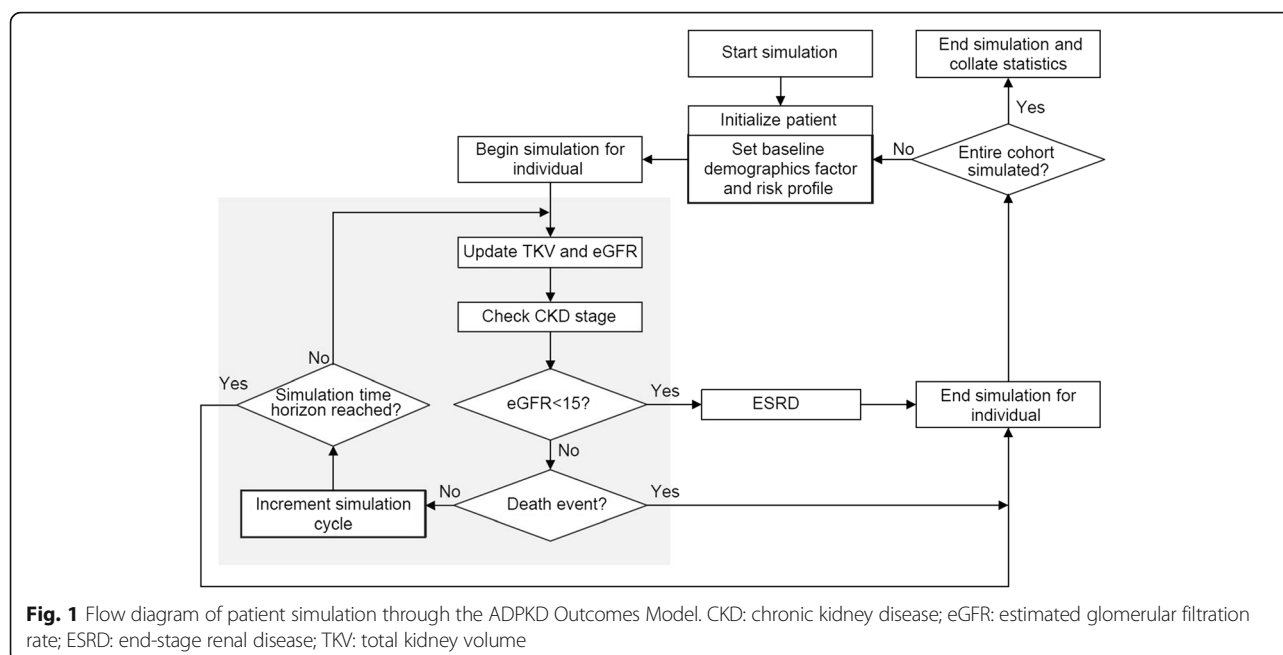 Start simulation
End simulation and
collate statistics
Yes
Initialize patient
Set baseline
demographics factor
and risk profile
No
Entire cohort
simulated?
Begin simulation for
individual
Update TKV and eGFR
Check CKD stage
No
Yes
Simulation time
horizon reached?
eGFR<15?
Yes
ESRD
End simulation for
individual
No
Increment simulation
cycle
No
Death event?
Yes
Fig. 1 Flow diagram of patient simulation through the ADPKD Outcomes Model. CKD: chronic kidney disease; eGFR: estimated glomerular filtration
rate; ESRD: end-stage renal disease; TKV: total kidney volume